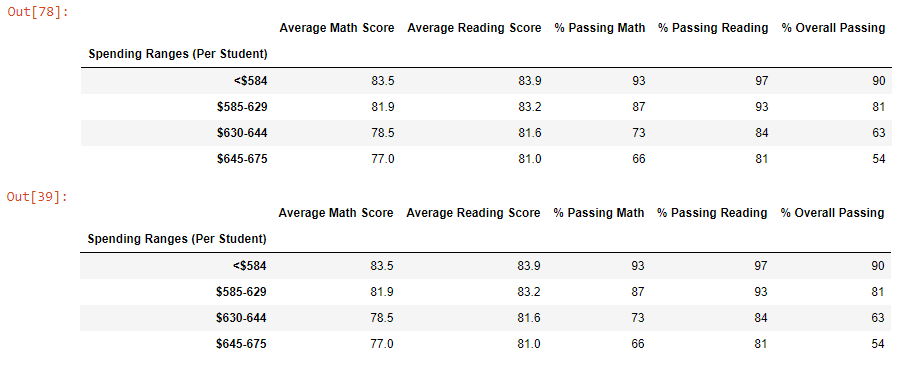 Out[78]:
Average Math Score Average Reading Score % Passing Math % Passing Reading % Overall Passing
Spending Ranges (Per Student)
<$584 83.5 83.9 93 97 90
$585-629 81.9 83.2 87 93 81
$630-644 78.5 81.6 73 84 63
$645-675 77.0 81.0 66 81 54
Out[39]:
Average Math Score Average Reading Score % Passing Math % Passing Reading % Overall Passing
Spending Ranges (Per Student)
<$584 83.5 83.9 93 97 90
$585-629 81.9 83.2 87 93 81
$630-644 78.5 81.6 73 84 63
$645-675 77.0 81.0 66 81 54